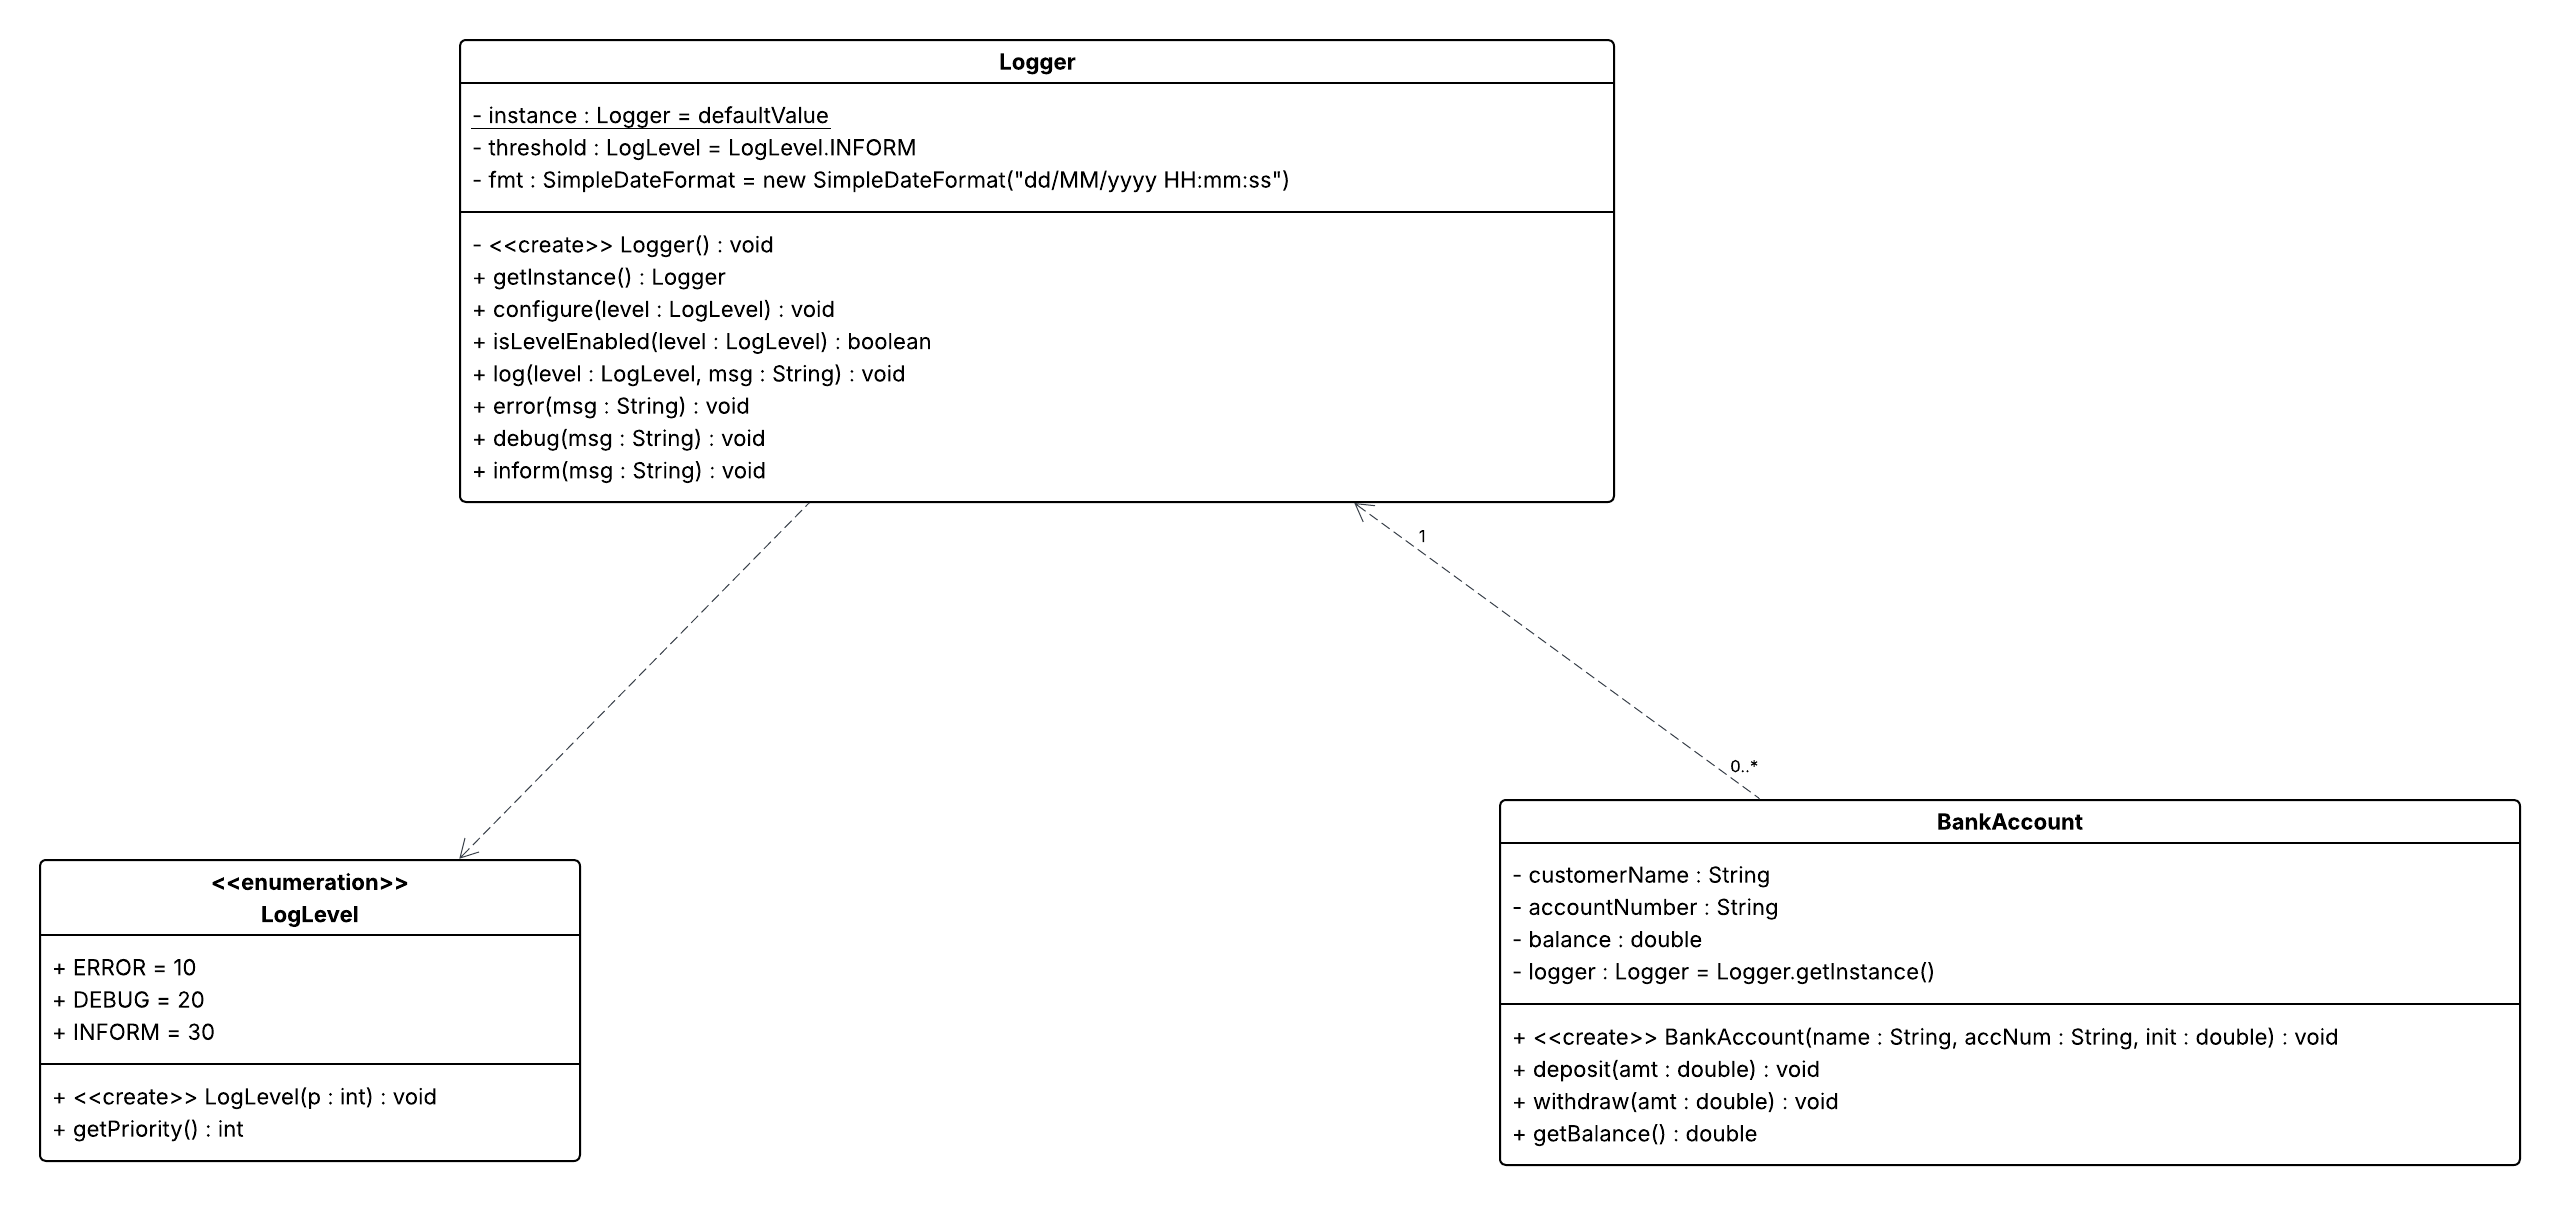 Logger
- instance : Logger = defaultValue
- threshold : LogLevel = LogLevel.INFORM
- fmt : SimpleDateFormat = new SimpleDateFormat("dd/MM/yyyy HH:mm:ss")
- <<create>> Logger() : void
+ getInstance() : Logger
+ configure(level : LogLevel) : void
+ isLevelEnabled(level : LogLevel) : boolean
+ log(level : LogLevel, msg : String) : void
+ error(msg : String) : void
+ debug(msg : String) : void
+ inform(msg : String) : void
1
0..*
<<enumeration>>
LogLevel
+ ERROR = 10
+ DEBUG = 20
+ INFORM = 30
+ <<create>> LogLevel(p : int) : void
+ getPriority() : int
BankAccount
- customerName : String
- accountNumber : String
- balance : double
- logger : Logger = Logger.getInstance()
+ <<create>> BankAccount(name : String, accNum : String, init : double) : void
+ deposit(amt : double) : void
+ withdraw(amt : double) : void
+ getBalance() : double